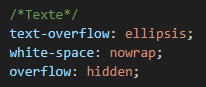 /*Texte*/
text-overflow: ellipsis;
white-space: nowrap;
overflow: hidden;